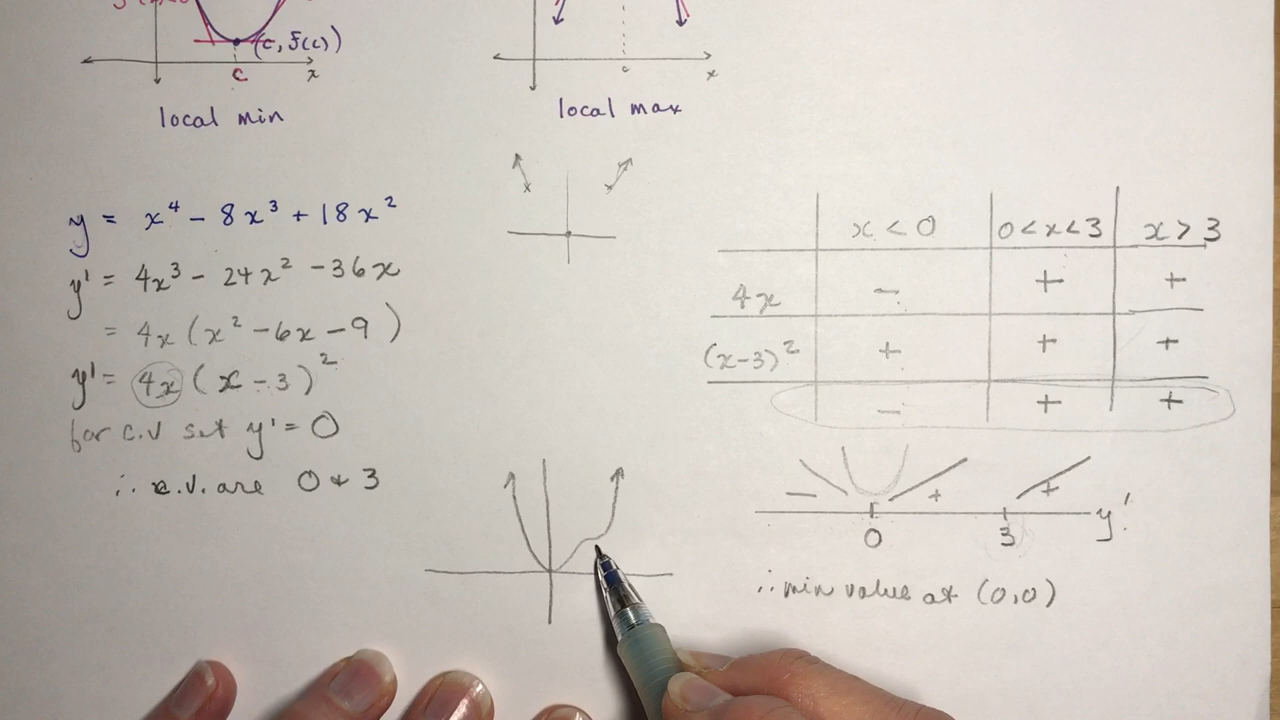 (c, f(c))
c x
local min
c x
local max
y = x⁴ - 8x³ + 18x²
y' = 4x³ - 24x² - 36x
= 4x (x² - 6x - 9)
y' = 4x (x - 3)²
for c.v set y' = 0
∴ c.v. are 0 & 3
x < 0 0 < x < 3 x > 3
4x - + +
(x-3)² + + +
- + +
- + +
0 3 y'
∴ min value at (0,0)